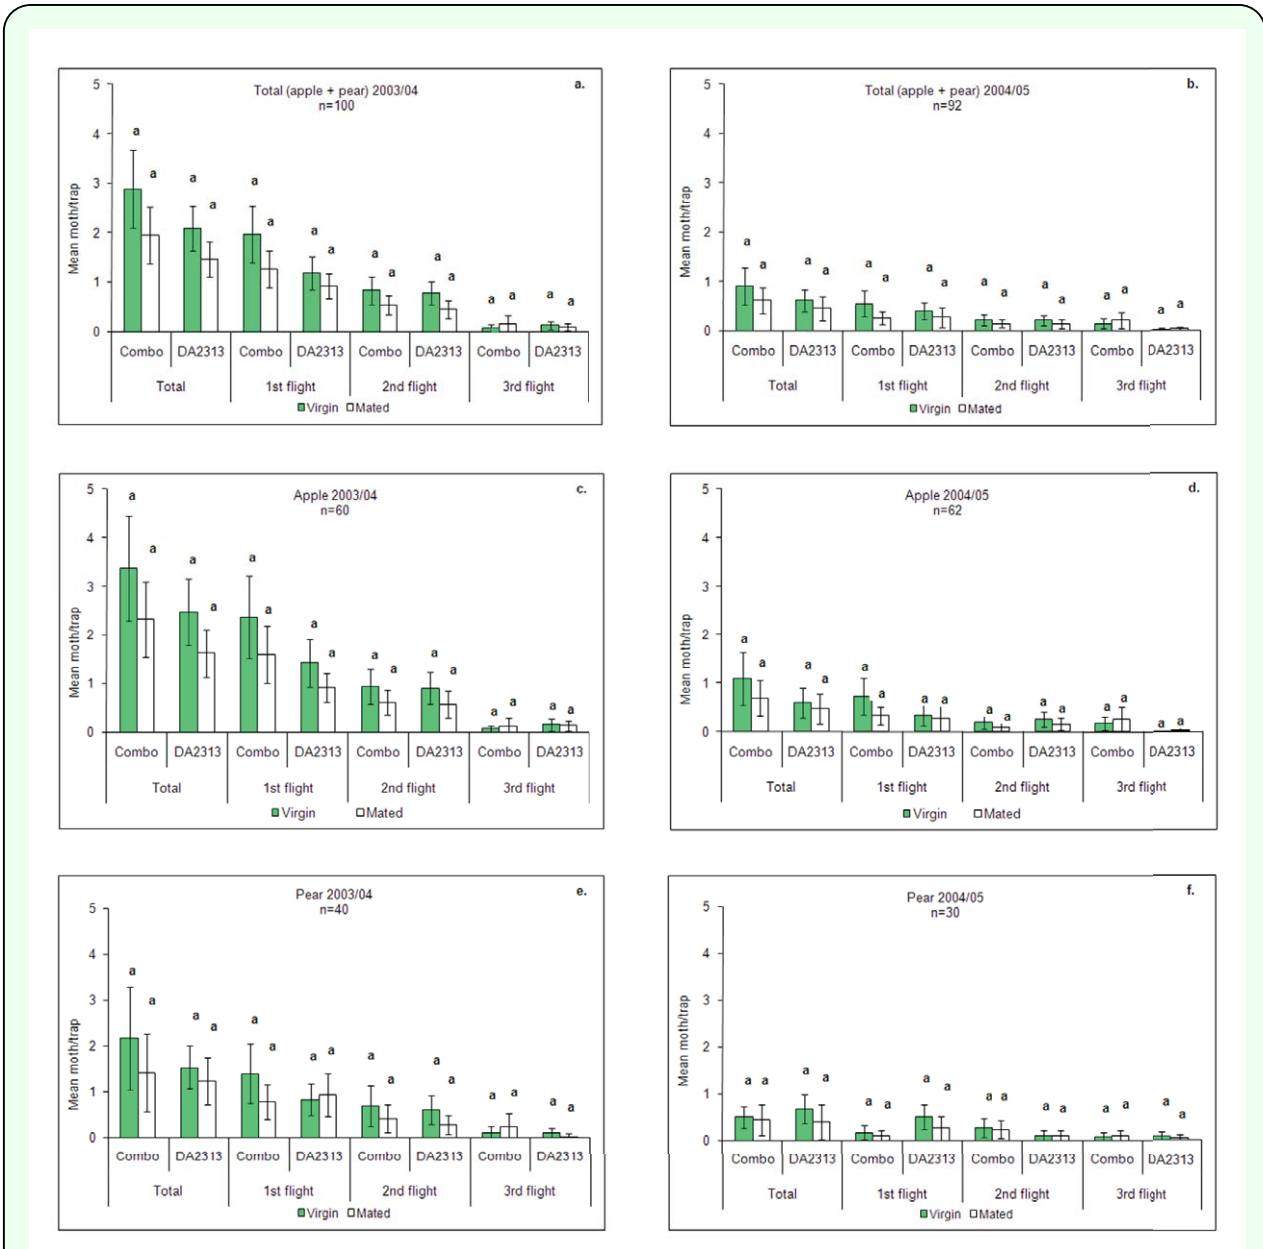 Total (apple + pear) 2003/04
a.
n=100
Mean moth/trap
5
4
3
2
1
0
a a a a a a a a a a a a a a a a
Combo DA2313 Combo DA2313 Combo DA2313 Combo DA2313
Total 1st flight 2nd flight 3rd flight
Virgin Mated
Total (apple + pear) 2004/05
b.
n=92
Mean moth/trap
5
4
3
2
1
0
a a a a a a a a a a a a a a a a
Combo DA2313 Combo DA2313 Combo DA2313 Combo DA2313
Total 1st flight 2nd flight 3rd flight
Virgin Mated
Apple 2003/04
c.
n=60
Mean moth/trap
5
4
3
2
1
0
a a a a a a a a a a a a a a a a
Combo DA2313 Combo DA2313 Combo DA2313 Combo DA2313
Total 1st flight 2nd flight 3rd flight
Virgin Mated
Apple 2004/05
d.
n=62
Mean moth/trap
5
4
3
2
1
0
a a a a a a a a a a a a a a a a
Combo DA2313 Combo DA2313 Combo DA2313 Combo DA2313
Total 1st flight 2nd flight 3rd flight
Virgin Mated
Pear 2003/04
e.
n=40
Mean moth/trap
5
4
3
2
1
0
a a a a a a a a a a a a a a a a
Combo DA2313 Combo DA2313 Combo DA2313 Combo DA2313
Total 1st flight 2nd flight 3rd flight
Virgin Mated
Pear 2004/05
f.
n=30
Mean moth/trap
5
4
3
2
1
0
a a a a a a a a a a a a a a a a
Combo DA2313 Combo DA2313 Combo DA2313 Combo DA2313
Total 1st flight 2nd flight 3rd flight
Virgin Mated